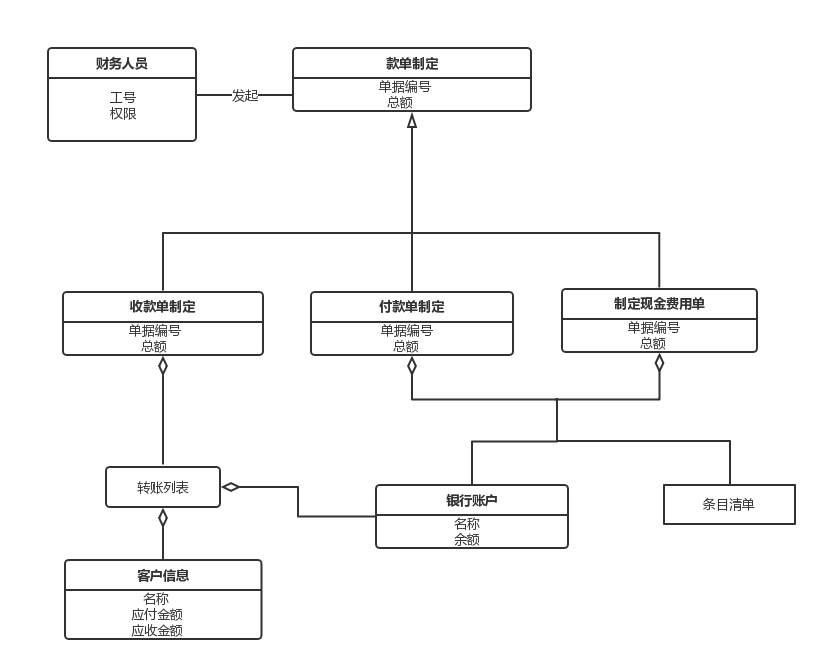 财务人员
工号
权限
发起
款单制定
单据编号
总额
收款单制定
单据编号
总额
付款单制定
单据编号
总额
制定现金费用单
单据编号
总额
转账列表
银行账户
名称
余额
条目清单
客户信息
名称
应付金额
应收金额